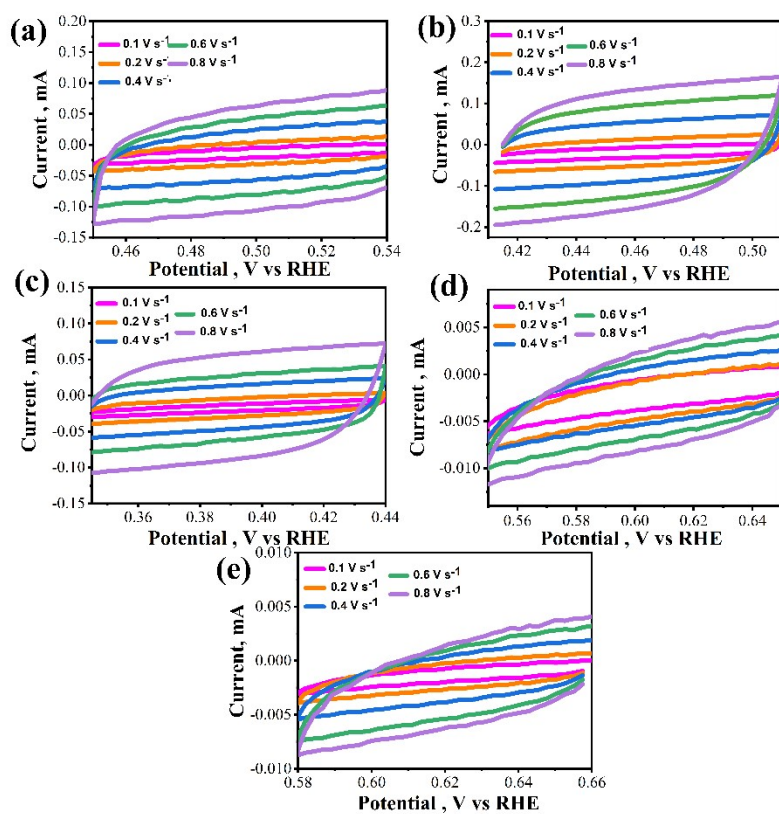 (a)
0.20
0.15
0.10
0.05
0.00
-0.05
-0.10
-0.15
Current , mA
0.1 V s⁻¹ 0.6 V s⁻¹
0.2 V s⁻¹ 0.8 V s⁻¹
0.4 V s⁻¹
0.46 0.48 0.50 0.52 0.54
Potential , V vs RHE
(b)
0.3
0.2
0.1
0.0
-0.1
-0.2
Current , mA
0.1 V s⁻¹
0.2 V s⁻¹ 0.6 V s⁻¹
0.4 V s⁻¹ 0.8 V s⁻¹
0.42 0.44 0.46 0.48 0.50
Potential , V vs RHE
(c)
0.15
0.10
0.05
0.00
-0.05
-0.10
-0.15
Current , mA
0.1 V s⁻¹ 0.6 V s⁻¹
0.2 V s⁻¹ 0.8 V s⁻¹
0.4 V s⁻¹
0.36 0.38 0.40 0.42 0.44
Potential , V vs RHE
(d)
0.005
0.000
-0.005
-0.010
Current , mA
0.1 V s⁻¹ 0.6 V s⁻¹
0.2 V s⁻¹ 0.8 V s⁻¹
0.4 V s⁻¹
0.56 0.58 0.60 0.62 0.64
Potential , V vs RHE
(e)
0.010
0.005
0.000
-0.005
-0.010
Current , mA
0.1 V s⁻¹ 0.6 V s⁻¹
0.2 V s⁻¹ 0.8 V s⁻¹
0.4 V s⁻¹
0.58 0.60 0.62 0.64 0.66
Potential , V vs RHE